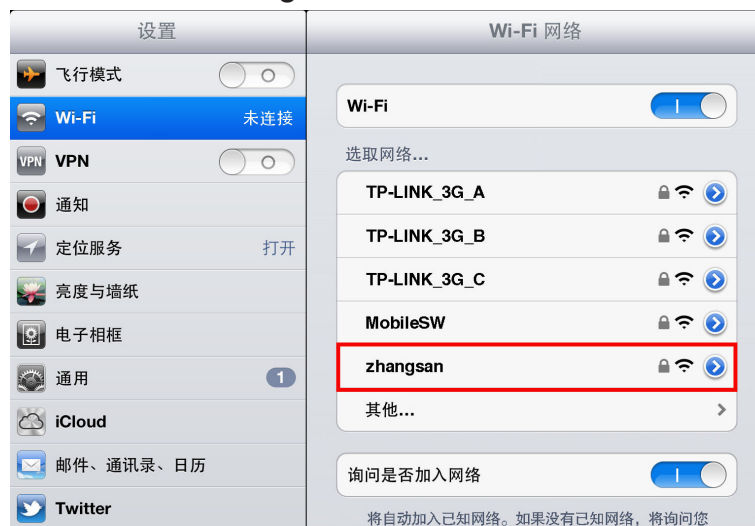 设置
飞行模式
Wi-Fi 未连接
VPN VPN
通知
定位服务 打开
亮度与墙纸
电子相框
通用 1
iCloud
邮件、通讯录、日历
Twitter
Wi-Fi 网络
Wi-Fi
选取网络...
TP-LINK_3G_A
TP-LINK_3G_B
TP-LINK_3G_C
MobileSW
zhangsan
其他...
询问是否加入网络
将自动加入已知网络。如果没有已知网络，将询问您